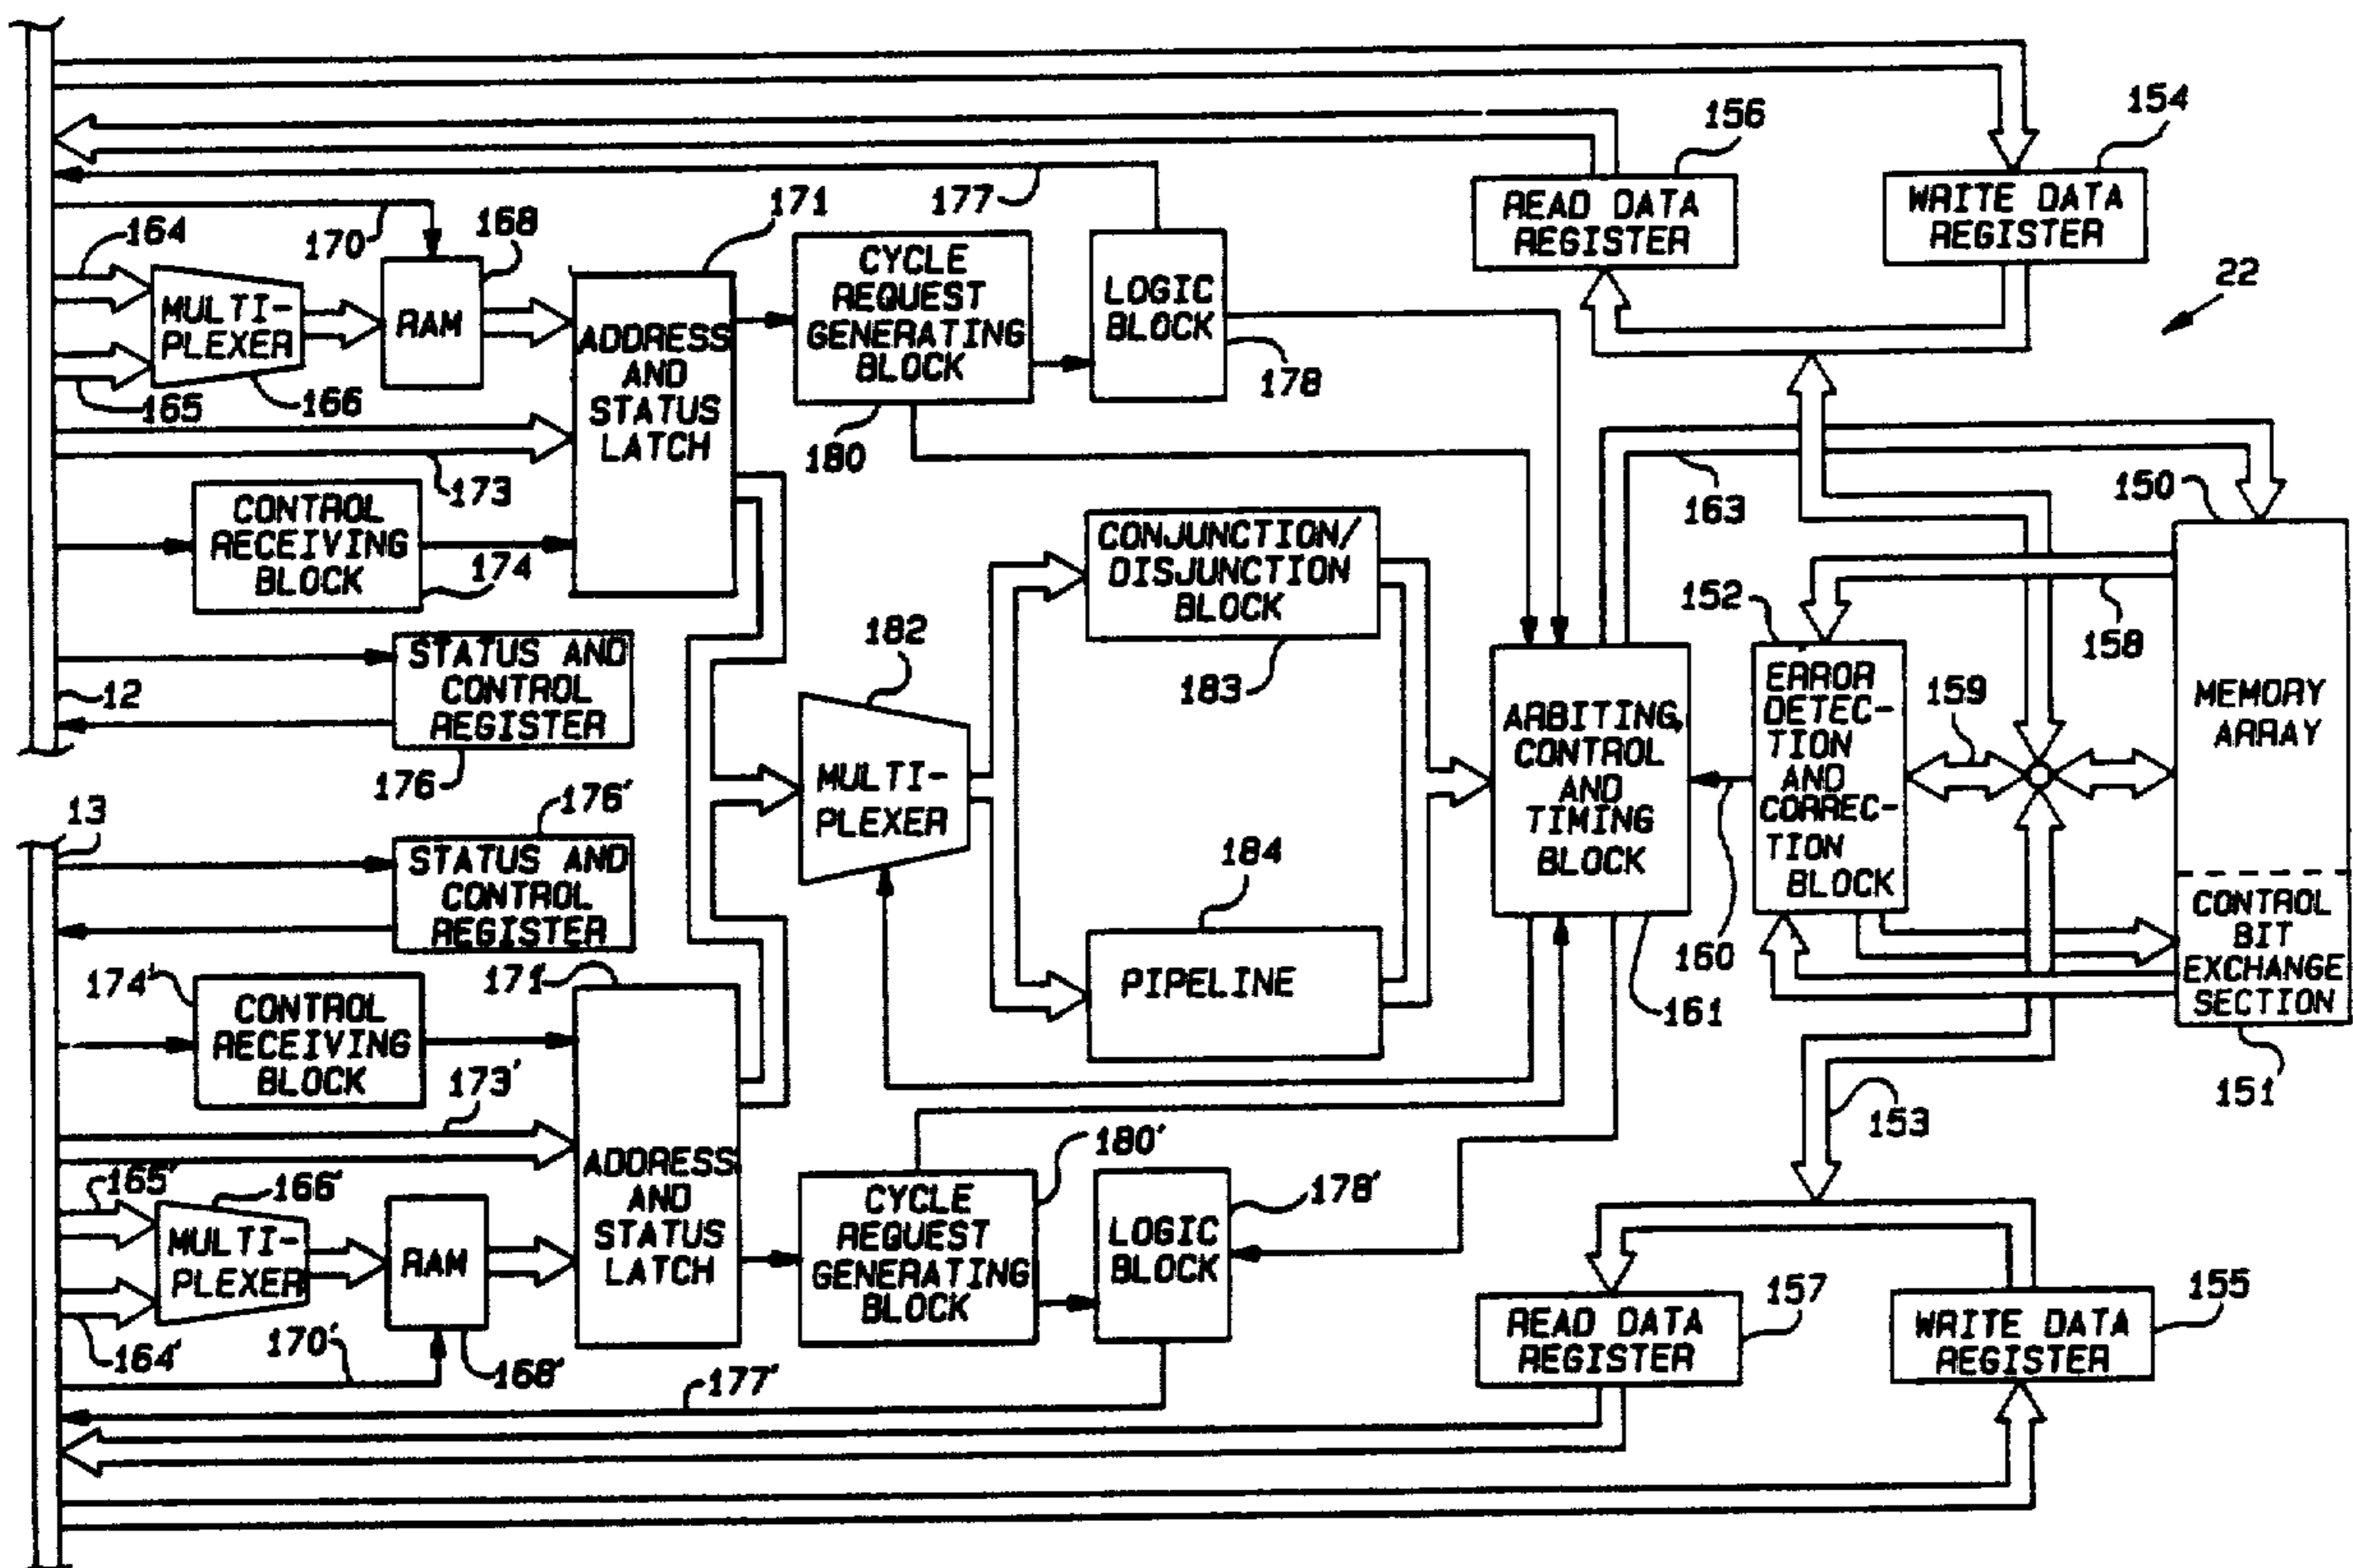 156
154
READ DATA
REGISTER
WRITE DATA
REGISTER
22
177
171
168
170
164
MULTI-
PLEXER
RAM
165
166
ADDRESS
AND
STATUS
LATCH
CYCLE
REQUEST
GENERATING
BLOCK
180
LOGIC
BLOCK
178
173
CONTROL
RECEIVING
BLOCK
174
163
150
CONJUNCTION/
DISJUNCTION
BLOCK
183
152
158
STATUS AND
CONTROL
REGISTER
176
12
182
MULTI-
PLEXER
ARBITING,
CONTROL
AND
TIMING
BLOCK
ERROR
DETEC-
TION
AND
CORREC-
TION
BLOCK
159
MEMORY
ARRAY
13
176'
STATUS AND
CONTROL
REGISTER
184
PIPELINE
160
161
CONTROL
BIT
EXCHANGE
SECTION
151
153
174'
CONTROL
RECEIVING
BLOCK
171'
173'
165'
166'
MULTI-
PLEXER
RAM
164'
170'
168'
ADDRESS
AND
STATUS
LATCH
180'
CYCLE
REQUEST
GENERATING
BLOCK
LOGIC
BLOCK
178'
177'
157
READ DATA
REGISTER
155
WRITE DATA
REGISTER